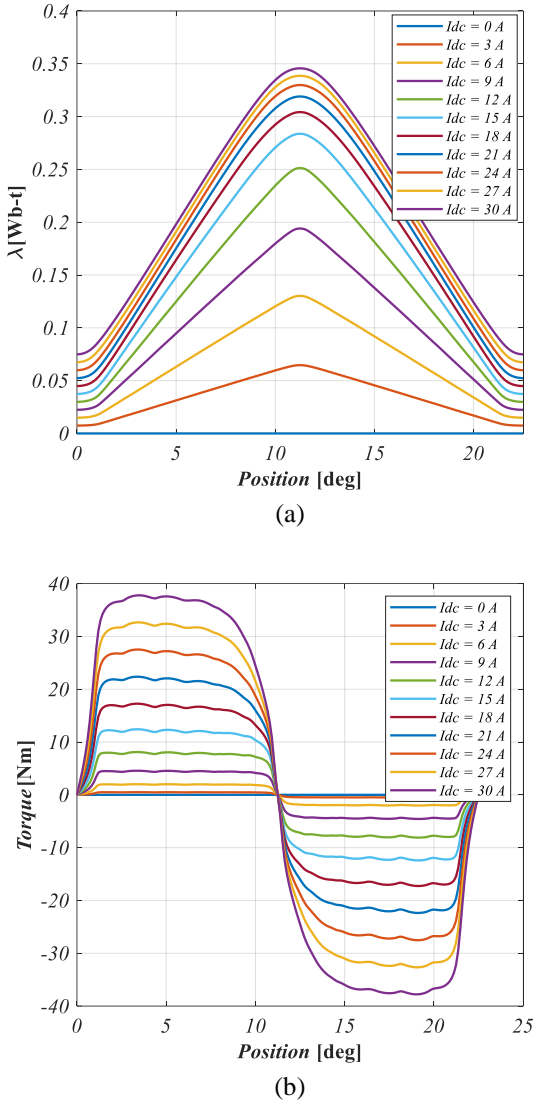 0.4
0.35
0.3
0.25
0.2
0.15
0.1
0.05
0
λ[Wb-t]
Idc = 0 A
Idc = 3 A
Idc = 6 A
Idc = 9 A
Idc = 12 A
Idc = 15 A
Idc = 18 A
Idc = 21 A
Idc = 24 A
Idc = 27 A
Idc = 30 A
0 5 10 15 20
Position [deg]
(a)
40
30
20
10
0
-10
-20
-30
-40
Torque[Nm]
Idc = 0 A
Idc = 3 A
Idc = 6 A
Idc = 9 A
Idc = 12 A
Idc = 15 A
Idc = 18 A
Idc = 21 A
Idc = 24 A
Idc = 27 A
Idc = 30 A
0 5 10 15 20 25
Position [deg]
(b)